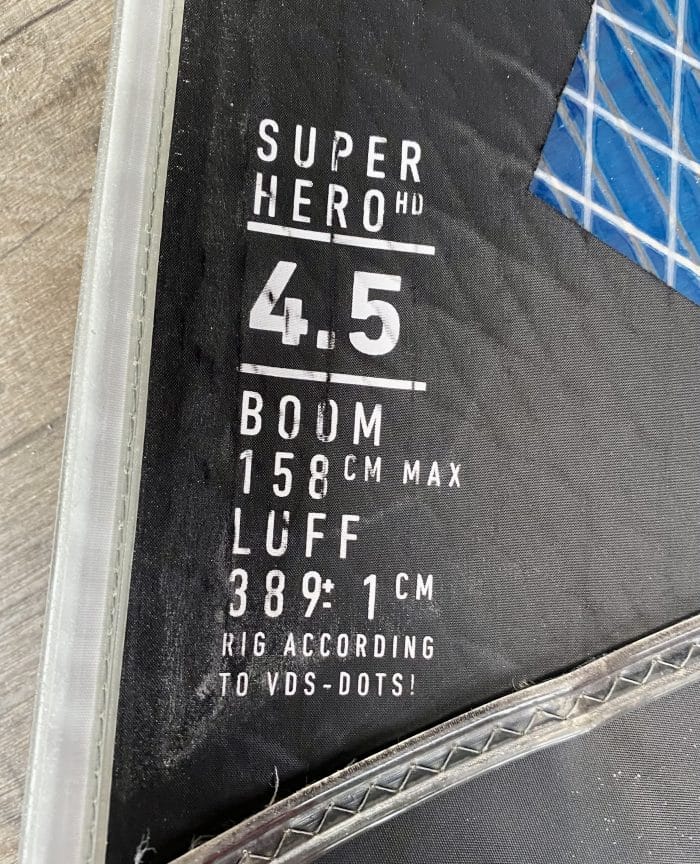 SUPER
HERO HD
4.5
BOOM
158 CM MAX
LUFF
389± 1 CM
RIG ACCORDING
TO VDS-DOTS!